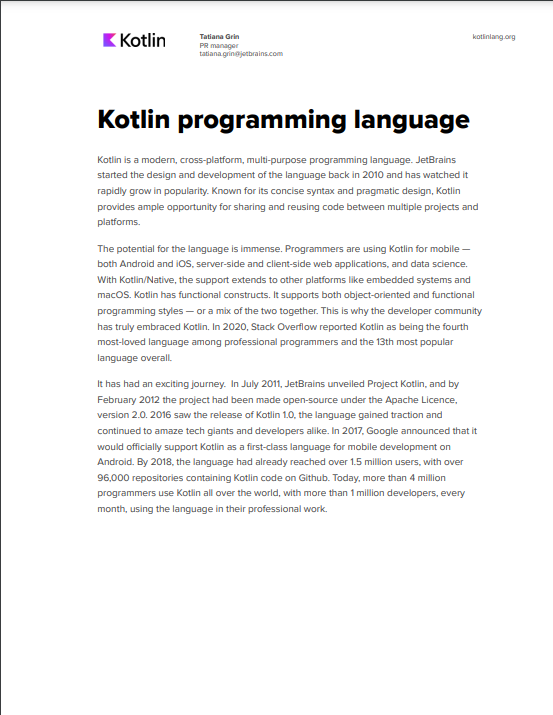 Kotlin
Tatiana Grin
PR manager
tatiana.grin@jetbrains.com
kotlinlang.org
Kotlin programming language
Kotlin is a modern, cross-platform, multi-purpose programming language. JetBrains
started the design and development of the language back in 2010 and has watched it
rapidly grow in popularity. Known for its concise syntax and pragmatic design, Kotlin
provides ample opportunity for sharing and reusing code between multiple projects and
platforms.
The potential for the language is immense. Programmers are using Kotlin for mobile —
both Android and iOS, server-side and client-side web applications, and data science.
With Kotlin/Native, the support extends to other platforms like embedded systems and
macOS. Kotlin has functional constructs. It supports both object-oriented and functional
programming styles — or a mix of the two together. This is why the developer community
has truly embraced Kotlin. In 2020, Stack Overflow reported Kotlin as being the fourth
most-loved language among professional programmers and the 13th most popular
language overall.
It has had an exciting journey.  In July 2011, JetBrains unveiled Project Kotlin, and by
February 2012 the project had been made open-source under the Apache Licence,
version 2.0. 2016 saw the release of Kotlin 1.0, the language gained traction and
continued to amaze tech giants and developers alike. In 2017, Google announced that it
would officially support Kotlin as a first-class language for mobile development on
Android. By 2018, the language had already reached over 1.5 million users, with over
96,000 repositories containing Kotlin code on Github. Today, more than 4 million
programmers use Kotlin all over the world, with more than 1 million developers, every
month, using the language in their professional work.